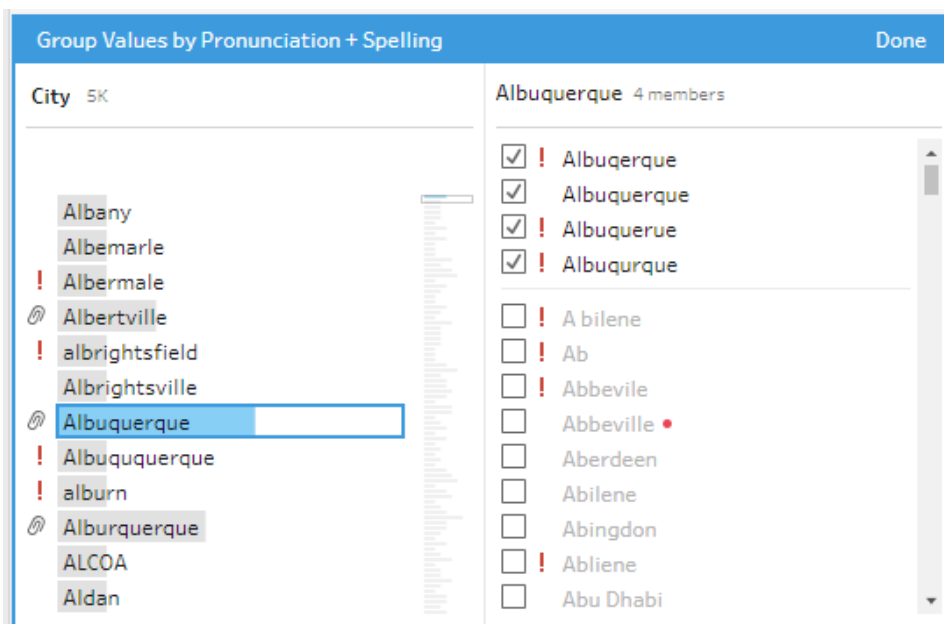 Group Values by Pronunciation + Spelling
Done
City 5K
Albany
Albemarle
! Albermale
Albertville
! albrightsfield
Albrightsville
Albuquerque
! Albuququerque
! alburn
Alburquerque
ALCOA
Aldan
Albuquerque 4 members
! Albuqerque
Albuquerque
! Albuquerue
! Albuqurque
! A bilene
! Ab
! Abbevile
Abbeville
Aberdeen
Abilene
Abingdon
! Abliene
Abu Dhabi